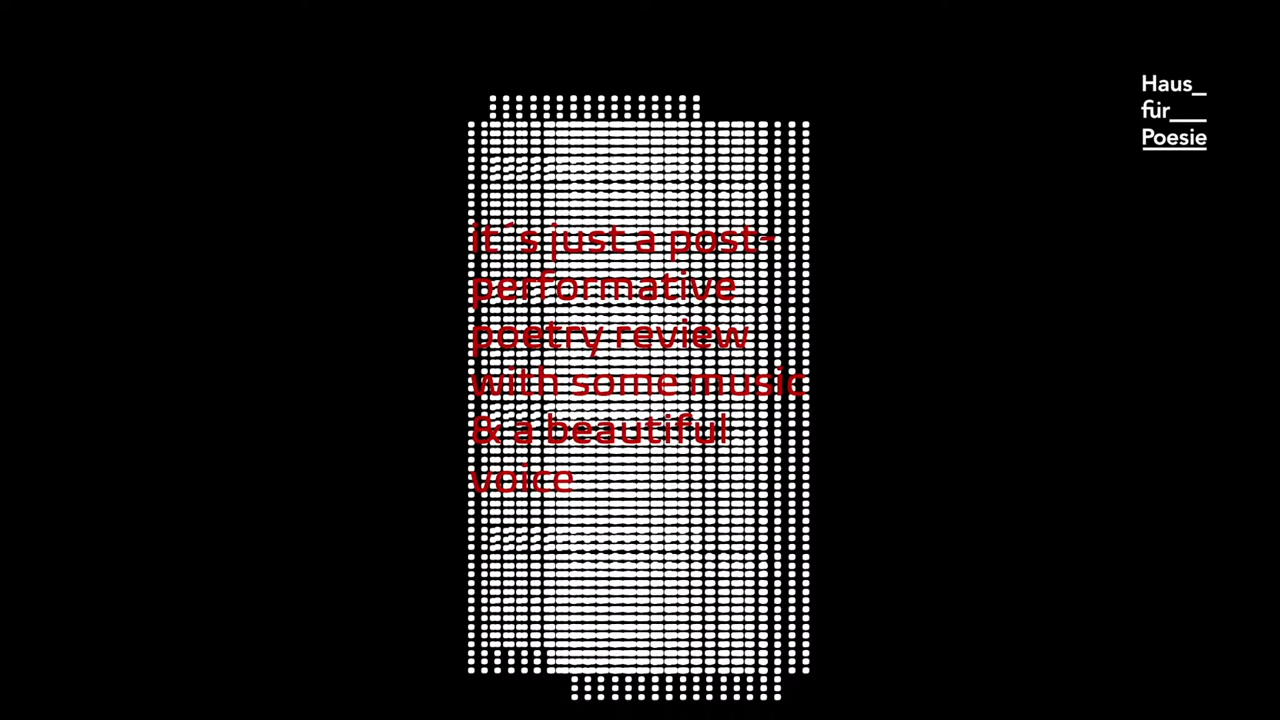 Haus_
für___
Poesie
it´s just a post-
performative
poetry review
with some music
& a beautiful
voice